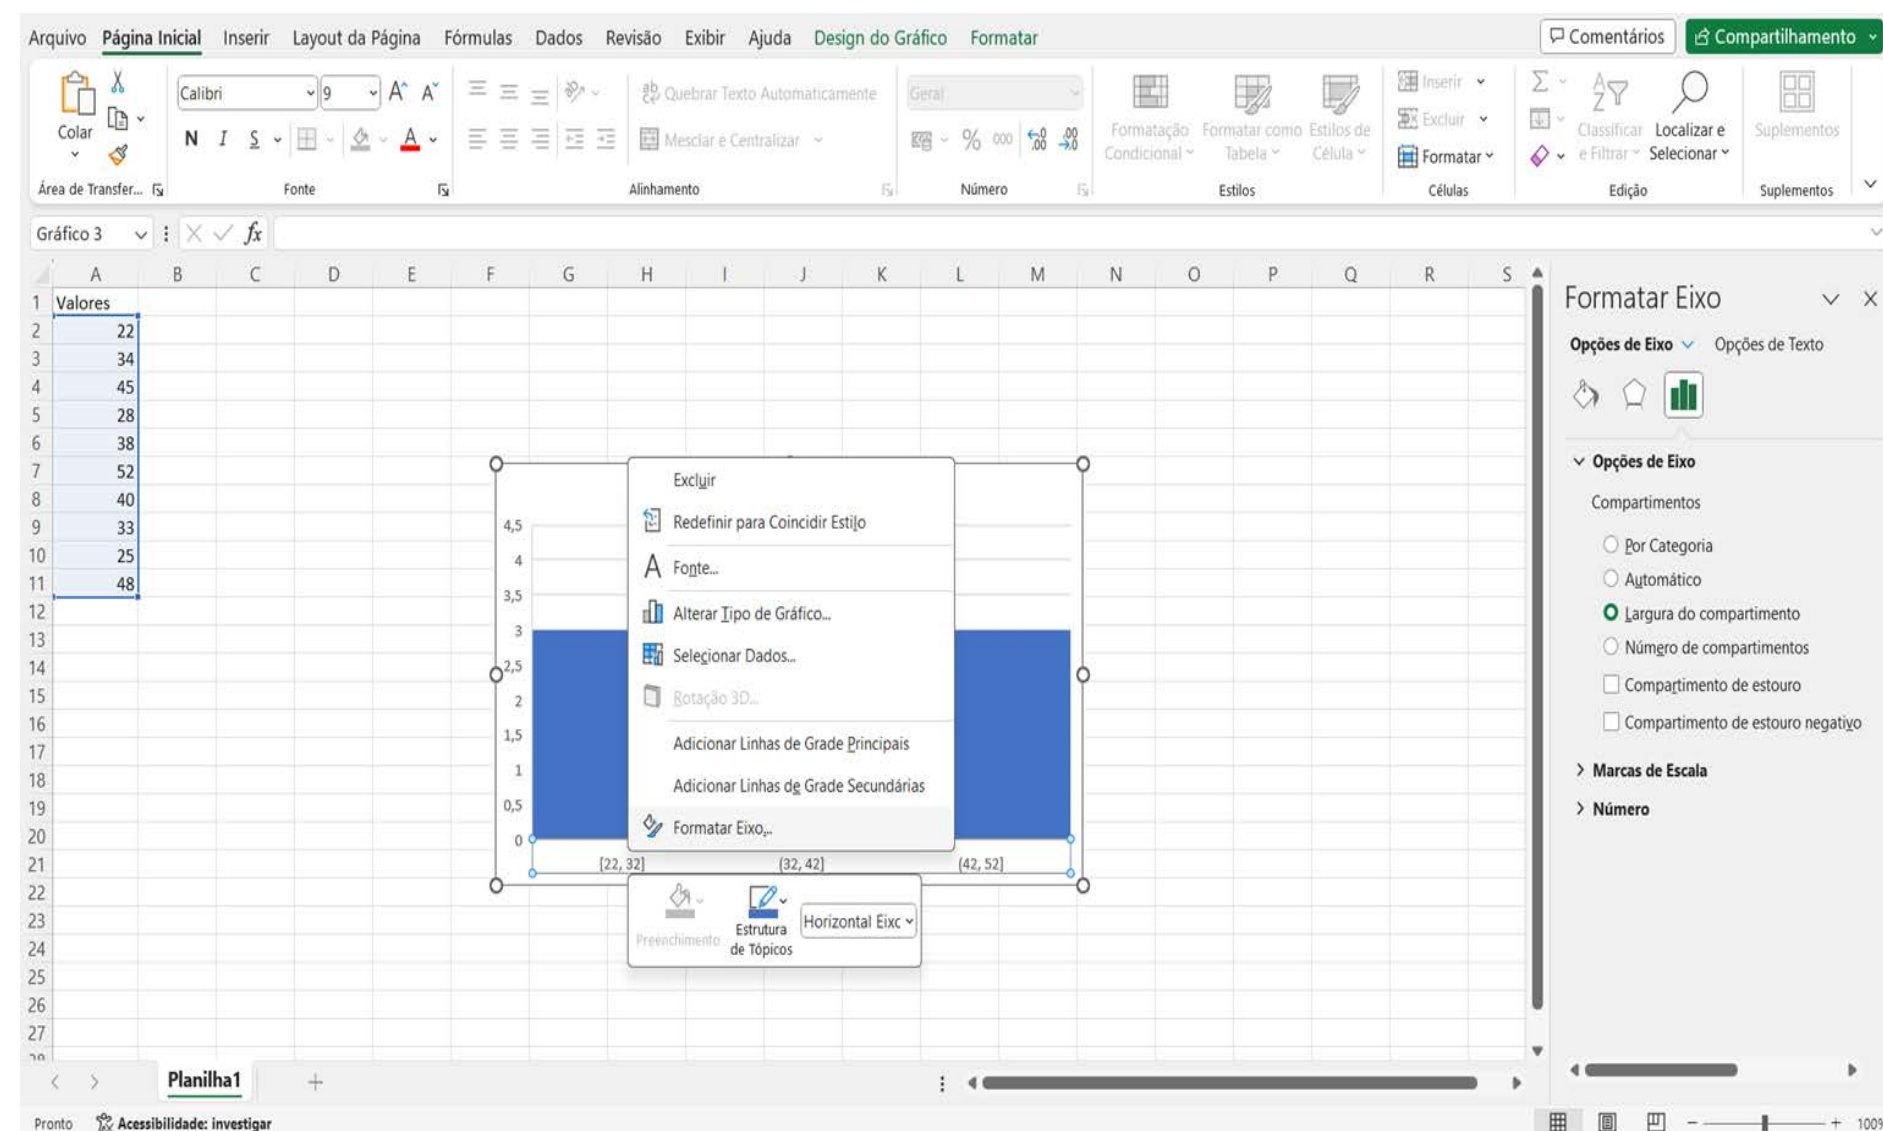 Arquivo Página Inicial Inserir Layout da Página Fórmulas Dados Revisão Exibir Ajuda Design do Gráfico Formatar Comentários Compartilhamento
Colar
Área de Transfer...
Calibri 9
N I S A
Fonte
Quebrar Texto Automaticamente
Mesclar e Centralizar
Alinhamento
Geral
% 000
Número
Formatação Condicional
Formatar como Tabela
Estilos de Célula
Estilos
Inserir
Excluir
Formatar
Células
Classificar e Filtrar
Localizar e Selecionar
Edição
Suplementos
Suplementos
Gráfico 3 fx
A B C D E F G H I J K L M N O P Q R S
1 Valores
2 22
3 34
4 45
5 28
6 38
7 52
8 40
9 33
10 25
11 48
12
13
14
15
16
17
18
19
20
21
22
23
24
25
26
27
28
4,5
4
3,5
3
2,5
2
1,5
1
0,5
0
[22, 32] (32, 42] (42, 52]
Excluir
Redefinir para Coincidir Estilo
Fonte...
Alterar Tipo de Gráfico...
Selecionar Dados...
Rotação 3D...
Adicionar Linhas de Grade Principais
Adicionar Linhas de Grade Secundárias
Formatar Eixo...
Preenchimento
Estrutura
de Tópicos
Horizontal Eixc
Formatar Eixo
Opções de Eixo Opções de Texto
Opções de Eixo
Compartimentos
Por Categoria
Automático
Largura do compartimento
Número de compartimentos
Compartimento de estouro
Compartimento de estouro negativo
Marcas de Escala
Número
Planilha1
Pronto Acessibilidade: investigar
100%